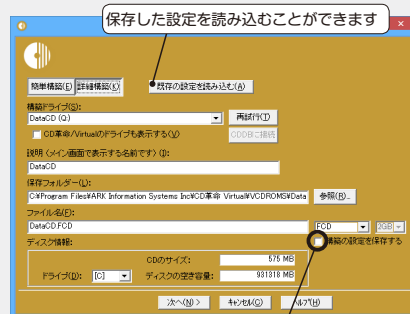 保存した設定を読み込むことができます
簡単構築(E) 詳細構築(K) 既存の設定を読み込む(A)
構築ドライブ(S):
DataCD (Q:) 再試行(T)
CD革命/Virtualのドライブも表示する(V) CDDBに接続
説明 (メイン画面で表示する名前です) (I):
DataCD
保存フォルダー(L):
C:¥Program Files¥ARK Information Systems Inc¥CD革命 Virtual¥VCDROMS¥Data 参照(R)...
ファイル名(F):
DataCD.FCD FCD 2GB
ディスク情報: 構築の設定を保存する
CDのサイズ: 575 MB
ドライブ(D): [C] ディスクの空き容量: 931318 MB
次へ(N) > キャンセル(C) ヘルプ(H)